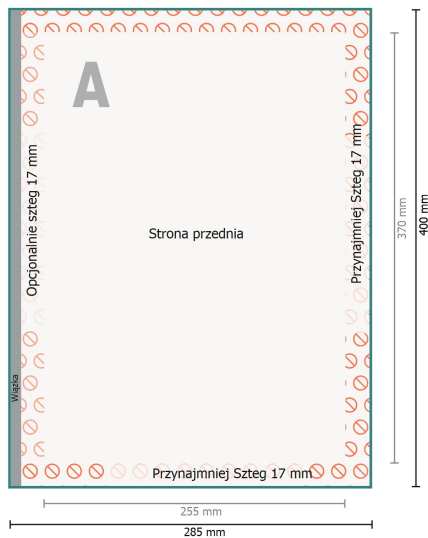 A
Opcjonalnie szteg 17 mm
Przynajmniej Szteg 17 mm
Strona przednia
370 mm
400 mm
Wiązka
Przynajmniej Szteg 17 mm
255 mm
285 mm